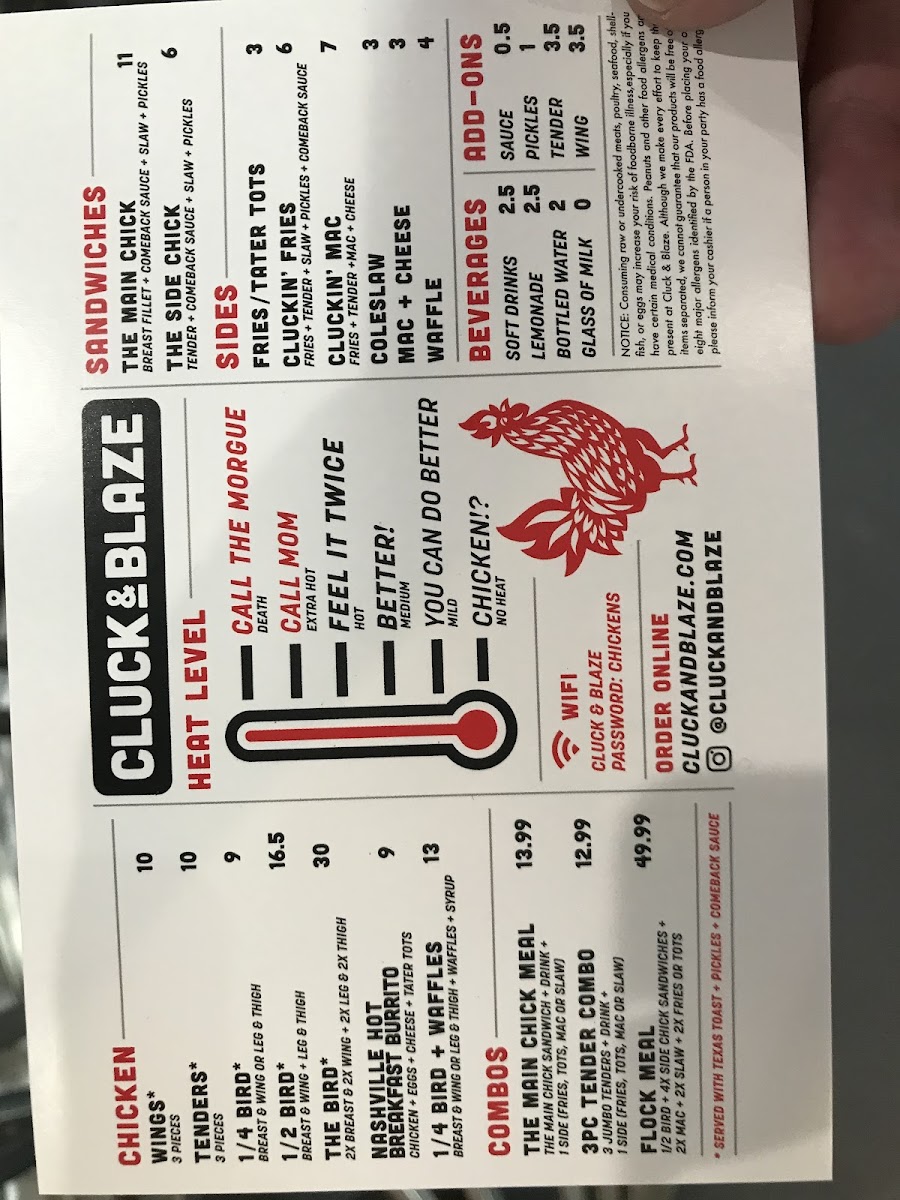 CHICKEN
WINGS* 10
3 PIECES
TENDERS* 10
3 PIECES
1/4 BIRD* 9
BREAST & WING OR LEG & THIGH
1/2 BIRD* 16.5
BREAST & WING + LEG & THIGH
THE BIRD* 30
2X BREAST & 2X WING + 2X LEG & 2X THIGH
NASHVILLE HOT
BREAKFAST BURRITO 9
CHICKEN + EGGS + CHEESE + TATER TOTS
1/4 BIRD + WAFFLES 13
BREAST & WING OR LEG & THIGH + WAFFLES + SYRUP
COMBOS
THE MAIN CHICK MEAL 13.99
THE MAIN CHICK SANDWICH + DRINK +
1 SIDE (FRIES, TOTS, MAC OR SLAW)
3PC TENDER COMBO 12.99
3 JUMBO TENDERS + DRINK +
1 SIDE (FRIES, TOTS, MAC OR SLAW)
FLOCK MEAL 49.99
1/2 BIRD + 4X SIDE CHICK SANDWICHES +
2X MAC + 2X SLAW + 2X FRIES OR TOTS
* SERVED WITH TEXAS TOAST + PICKLES + COMEBACK SAUCE
CLUCK&BLAZE
HEAT LEVEL
CALL THE MORGUE
DEATH
CALL MOM
EXTRA HOT
FEEL IT TWICE
HOT
BETTER!
MEDIUM
YOU CAN DO BETTER
MILD
CHICKEN!?
NO HEAT
WIFI
CLUCK & BLAZE
PASSWORD: CHICKENS
ORDER ONLINE
CLUCKANDBLAZE.COM
@CLUCKANDBLAZE
SANDWICHES
THE MAIN CHICK 11
BREAST FILLET + COMEBACK SAUCE + SLAW + PICKLES
THE SIDE CHICK 6
TENDER + COMEBACK SAUCE + SLAW + PICKLES
SIDES
FRIES/TATER TOTS 3
CLUCKIN' FRIES 6
FRIES + TENDER + SLAW + PICKLES + COMEBACK SAUCE
CLUCKIN' MAC 7
FRIES + TENDER +MAC + CHEESE
COLESLAW 3
MAC + CHEESE 3
WAFFLE 4
BEVERAGES
SOFT DRINKS 2.5
LEMONADE 2.5
BOTTLED WATER 2
GLASS OF MILK 0
ADD-ONS
SAUCE 0.5
PICKLES 1
TENDER 3.5
WING 3.5
NOTICE: Consuming raw or undercooked meats, poultry, seafood, shell-
fish, or eggs may increase your risk of foodborne illness,especially if you
have certain medical conditions. Peanuts and other food allergens
present at Cluck & Blaze. Although we make every effort to keep
items separated, we cannot guarantee that our products will be free
eight major allergens identified by the FDA. Before placing your
please inform your cashier if a person in your party has a food